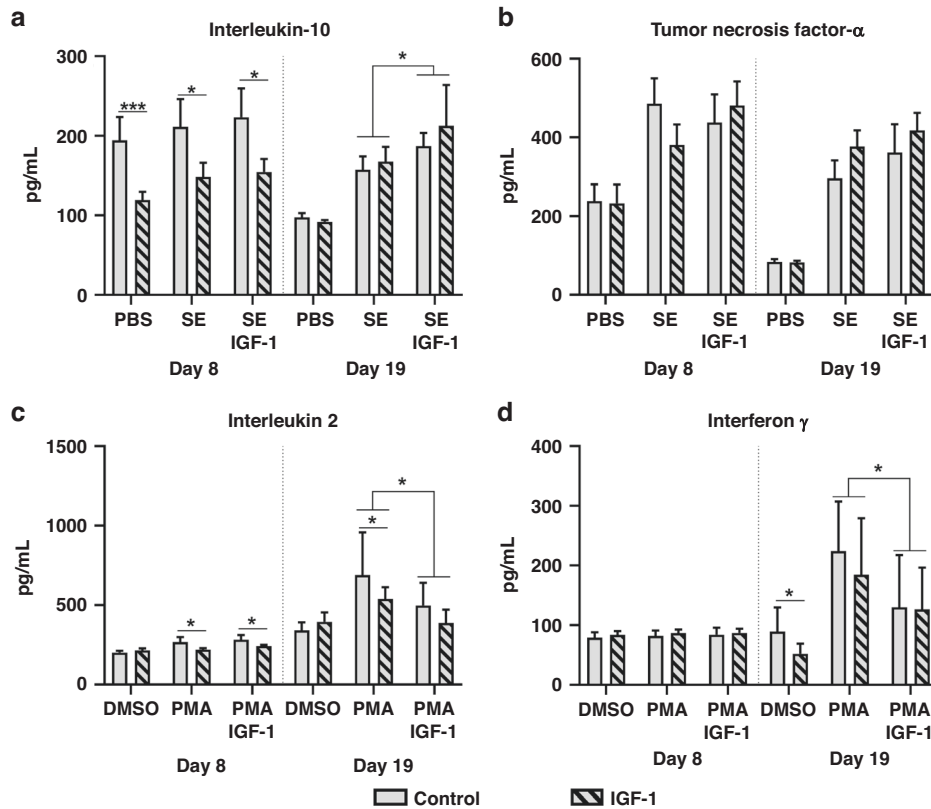 a
Interleukin-10
300
200
100
0
pg/mL
***
*
*
*
PBS SE SE PBS SE SE
IGF-1 IGF-1
Day 8 Day 19
b
Tumor necrosis factor-α
600
400
200
0
pg/mL
PBS SE SE PBS SE SE
IGF-1 IGF-1
Day 8 Day 19
c
Interleukin 2
1500
1000
500
0
pg/mL
*
*
*
*
DMSO PMA PMA DMSO PMA PMA
IGF-1 IGF-1
Day 8 Day 19
d
Interferon γ
400
300
200
100
0
pg/mL
*
*
DMSO PMA PMA DMSO PMA PMA
IGF-1 IGF-1
Day 8 Day 19
Control IGF-1